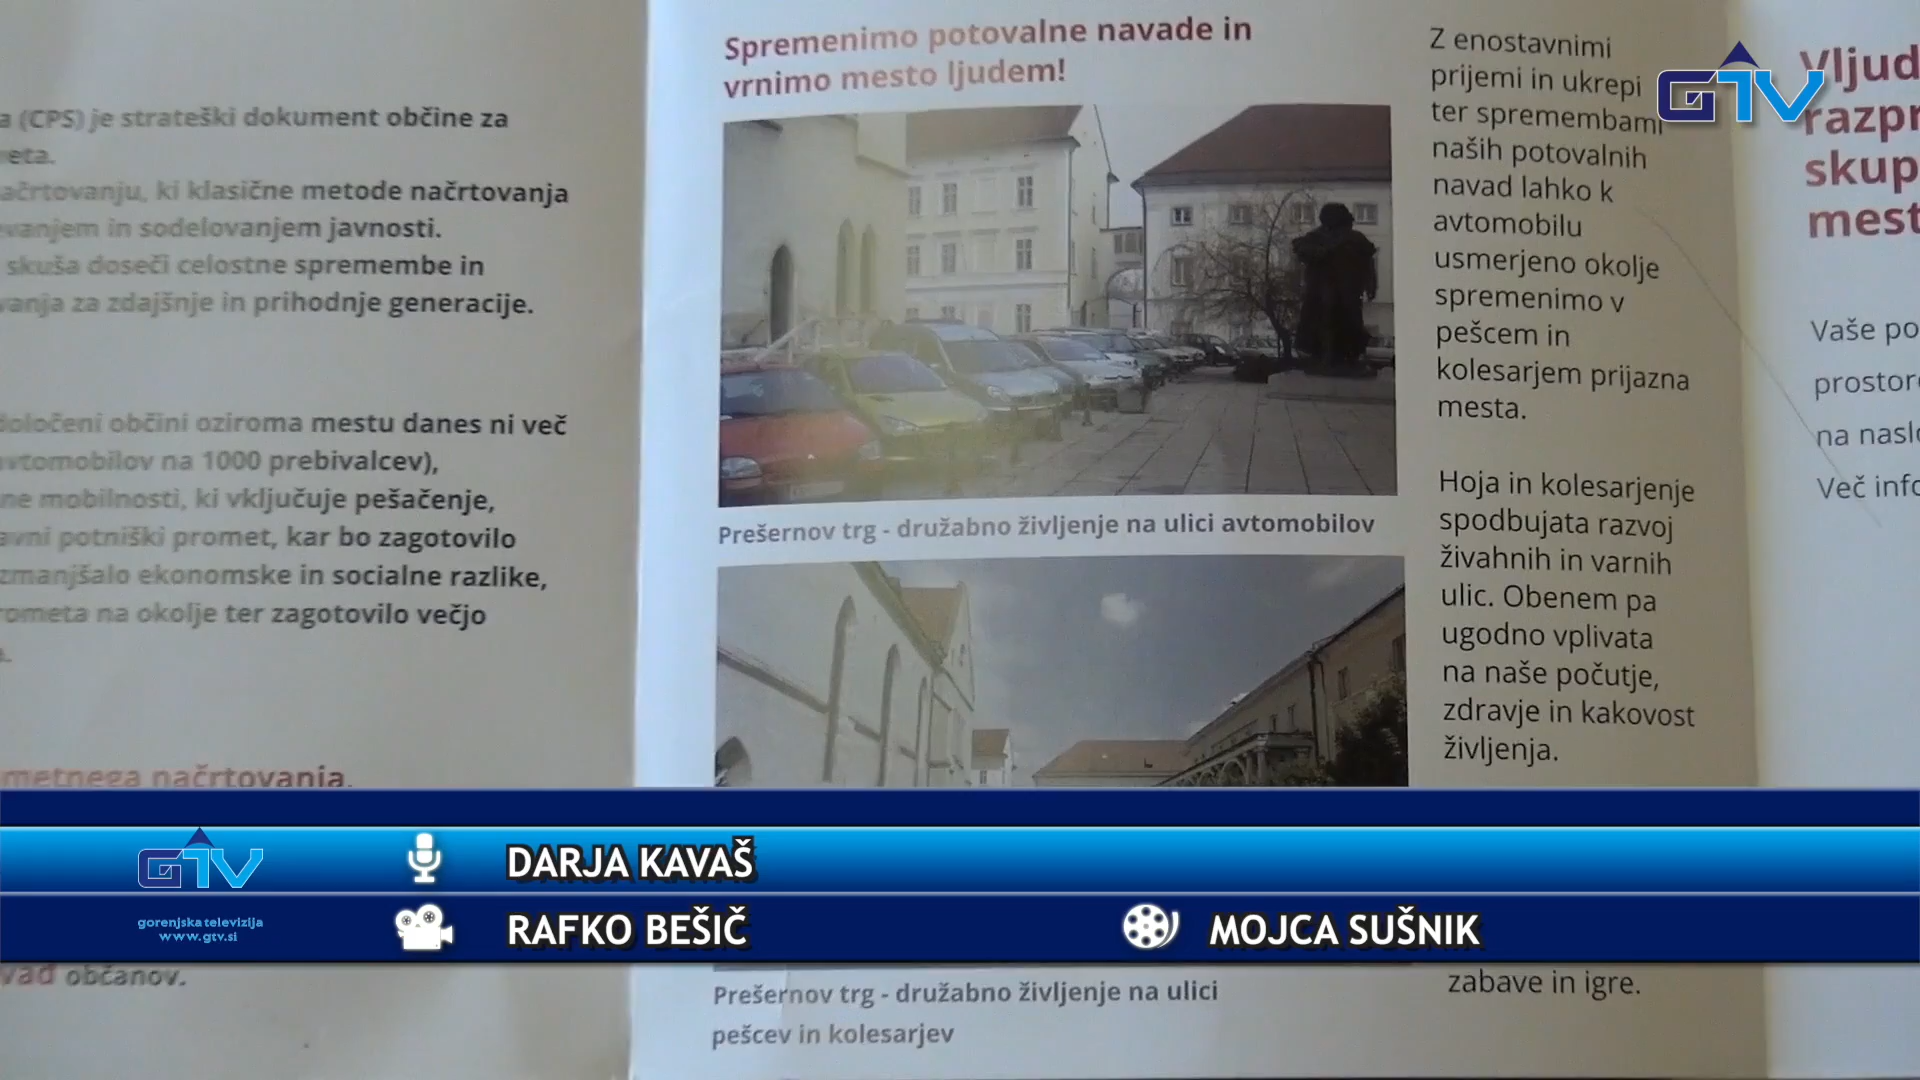 a (CPS) je strateški dokument občine za
eta.
ačrtovanju, ki klasične metode načrtovanja
vanjem in sodelovanjem javnosti.
skuša doseči celostne spremembe in
vanja za zdajšnje in prihodnje generacije.
določeni občini oziroma mestu danes ni več
avtomobilov na 1000 prebivalcev),
ne mobilnosti, ki vključuje pešačenje,
avni potniški promet, kar bo zagotovilo
zmanjšalo ekonomske in socialne razlike,
rometa na okolje ter zagotovilo večjo
metnega načrtovanja.
vad občanov.
Spremenimo potovalne navade in
vrnimo mesto ljudem!
Prešernov trg - družabno življenje na ulici avtomobilov
Prešernov trg - družabno življenje na ulici
pešcev in kolesarjev
Z enostavnimi
prijemi in ukrepi
ter spremembami
naših potovalnih
navad lahko k
avtomobilu
usmerjeno okolje
spremenimo v
pešcem in
kolesarjem prijazna
mesta.
Hoja in kolesarjenje
spodbujata razvoj
živahnih in varnih
ulic. Obenem pa
ugodno vplivata
na naše počutje,
zdravje in kakovost
življenja.
zabave in igre.
Vljud
razpr
skup
mest
Vaše po
prostor
na naslo
Več info
GTV
GTV
gorenjska televizija
www.gtv.si
DARJA KAVAŠ
RAFKO BEŠIČ
MOJCA SUŠNIK